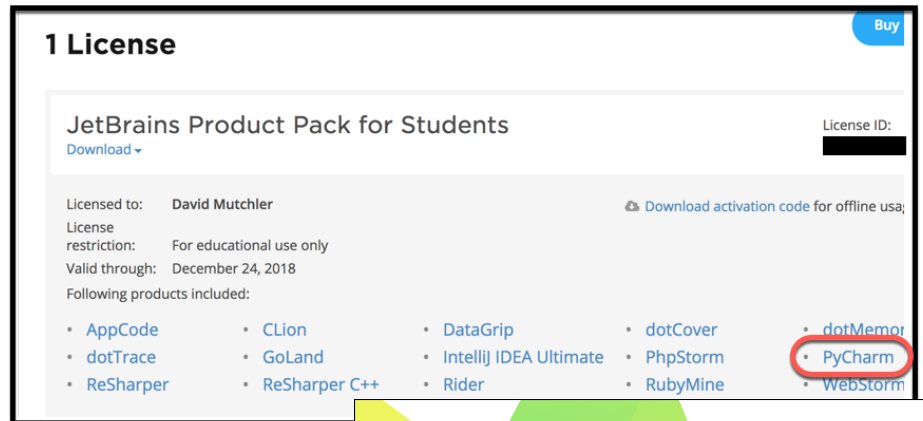 Buy
1 License
JetBrains Product Pack for Students
Download
License ID:
Licensed to: David Mutchler
Download activation code for offline usa
License
restriction: For educational use only
Valid through: December 24, 2018
Following products included:
• AppCode • CLion • DataGrip • dotCover • dotMemor
• dotTrace • GoLand • IntelliJ IDEA Ultimate • PhpStorm • PyCharm
• ReSharper • ReSharper C++ • Rider • RubyMine • WebStorm